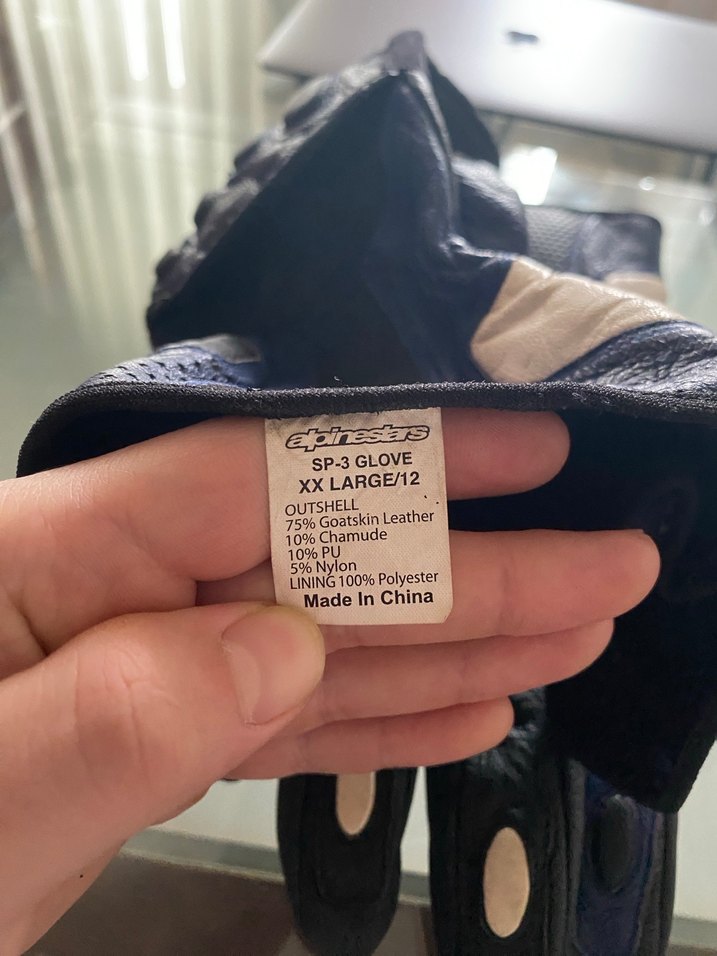 alpinestars
SP-3 GLOVE
XX LARGE/12
OUTSHELL
75% Goatskin Leather
10% Chamude
10% PU
5% Nylon
LINING 100% Polyester
Made In China